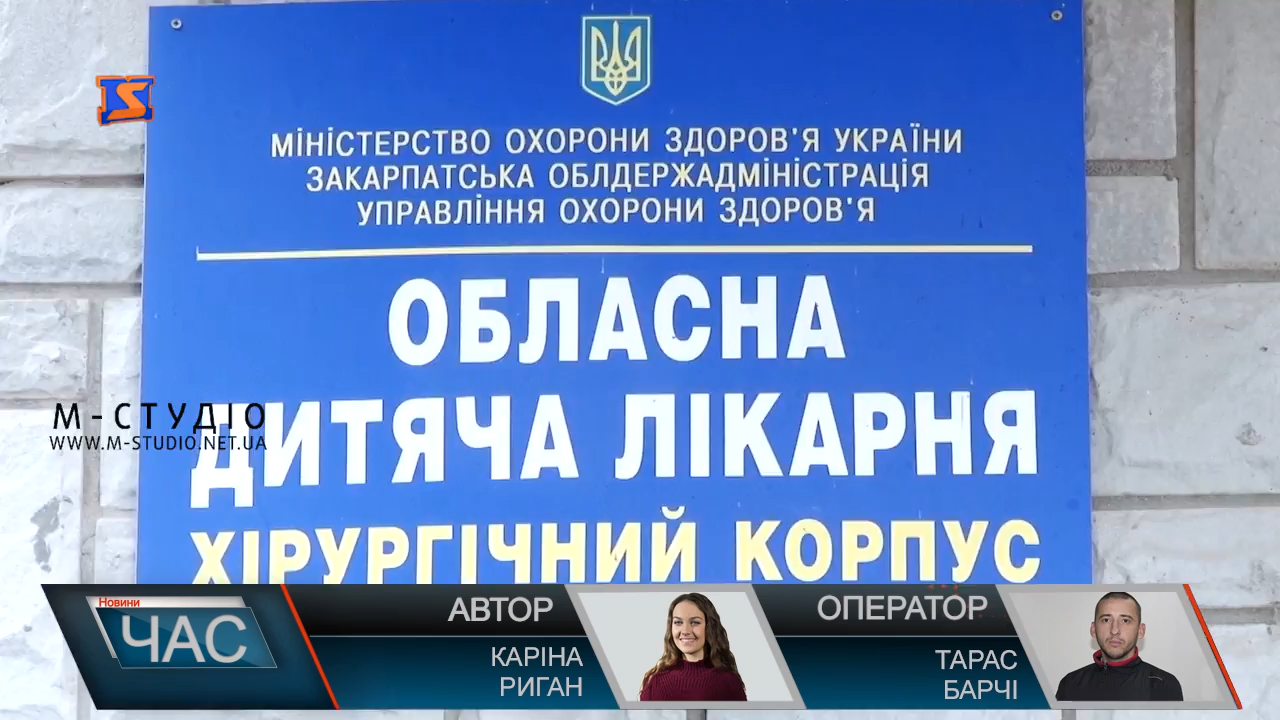 МІНІСТЕРСТВО ОХОРОНИ ЗДОРОВ'Я УКРАЇНИ
ЗАКАРПАТСЬКА ОБЛДЕРЖАДМІНІСТРАЦІЯ
УПРАВЛІННЯ ОХОРОНИ ЗДОРОВ'Я
ОБЛАСНА
ДИТЯЧА ЛІКАРНЯ
ХІРУРГІЧНИЙ КОРПУС
М-СТУДІО
WWW.M-STUDIO.NET.UA
Новини
ЧАС
АВТОР
КАРІНА
РИГАН
ОПЕРАТОР
ТАРАС
БАРЧІ